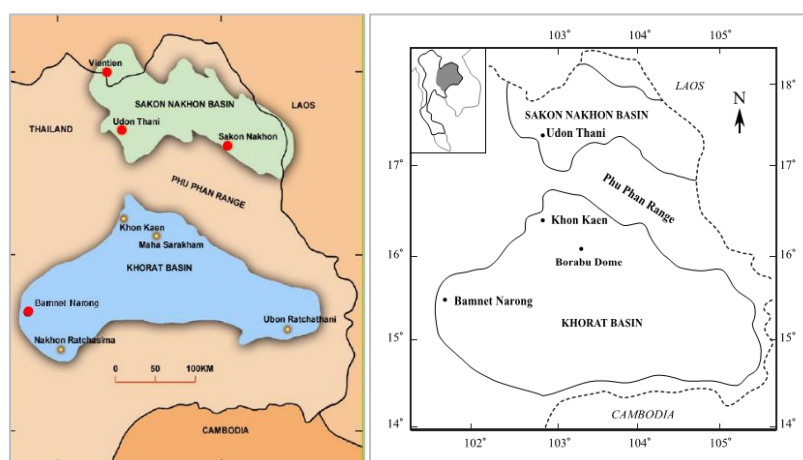 Vientien
SAKON NAKHON BASIN
LAOS
THAILAND
Udon Thani
Sakon Nakhon
PHU PHAN RANGE
Khon Kaen
Maha Sarakham
KHORAT BASIN
Bamnet Narong
Ubon Ratchathani
Nakhon Ratchasima
0 100KM
CAMBODIA
103° 103° 104° 105°
LAOS
18°
N
SAKON NAKHON BASIN
Udon Thani
17° 17°
Phu Phan Range
Khon Kaen
16° 16°
Borabu Dome
Bamnet Narong
KHORAT BASIN
15° 15°
14° CAMBODIA 14°
102° 103° 104° 105°